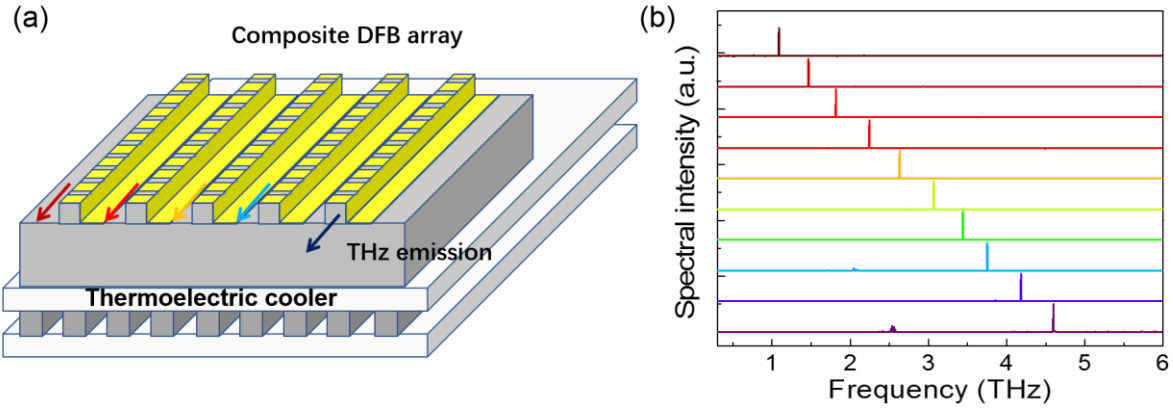 (a)
Composite DFB array
THz emission
Thermoelectric cooler
(b)
Spectral intensity (a.u.)
1 2 3 4 5 6
Frequency (THz)